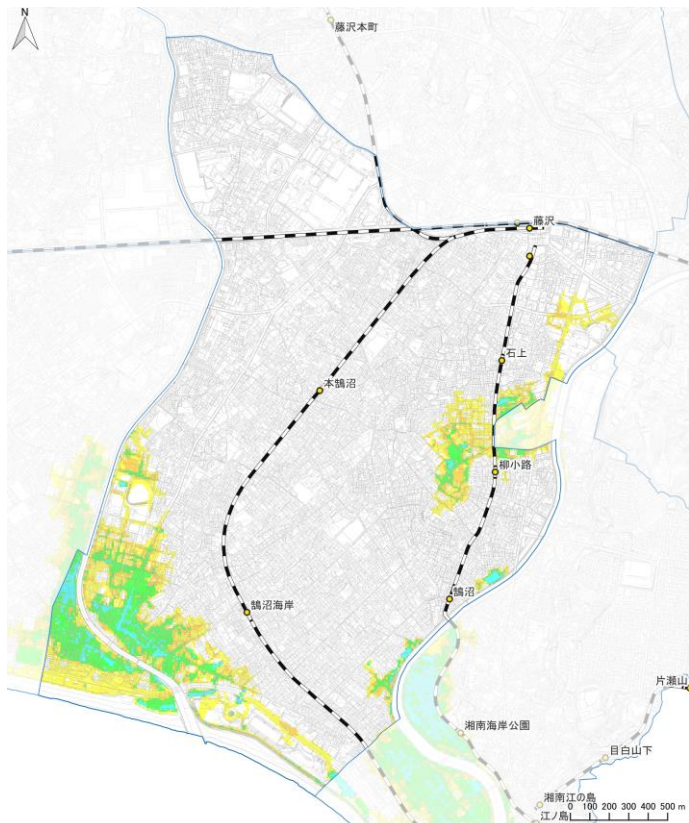 N
藤沢本町
藤沢
石上
本鵠沼
柳小路
鵠沼
鵠沼海岸
片瀬山
湘南海岸公園
目白山下
湘南江の島
0 100 200 300 400 500 m
江ノ島